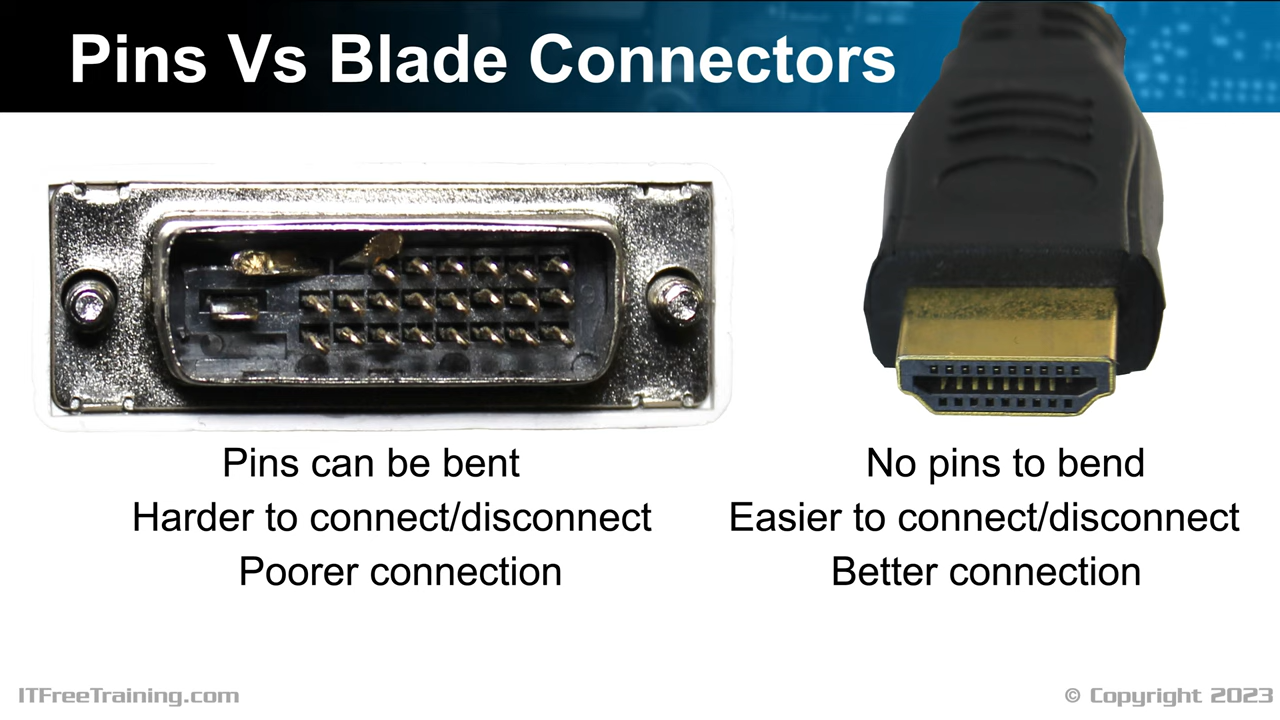 Pins Vs Blade Connectors
Pins can be bent
Harder to connect/disconnect
Poorer connection
No pins to bend
Easier to connect/disconnect
Better connection
ITFreeTraining.com
© Copyright 2023